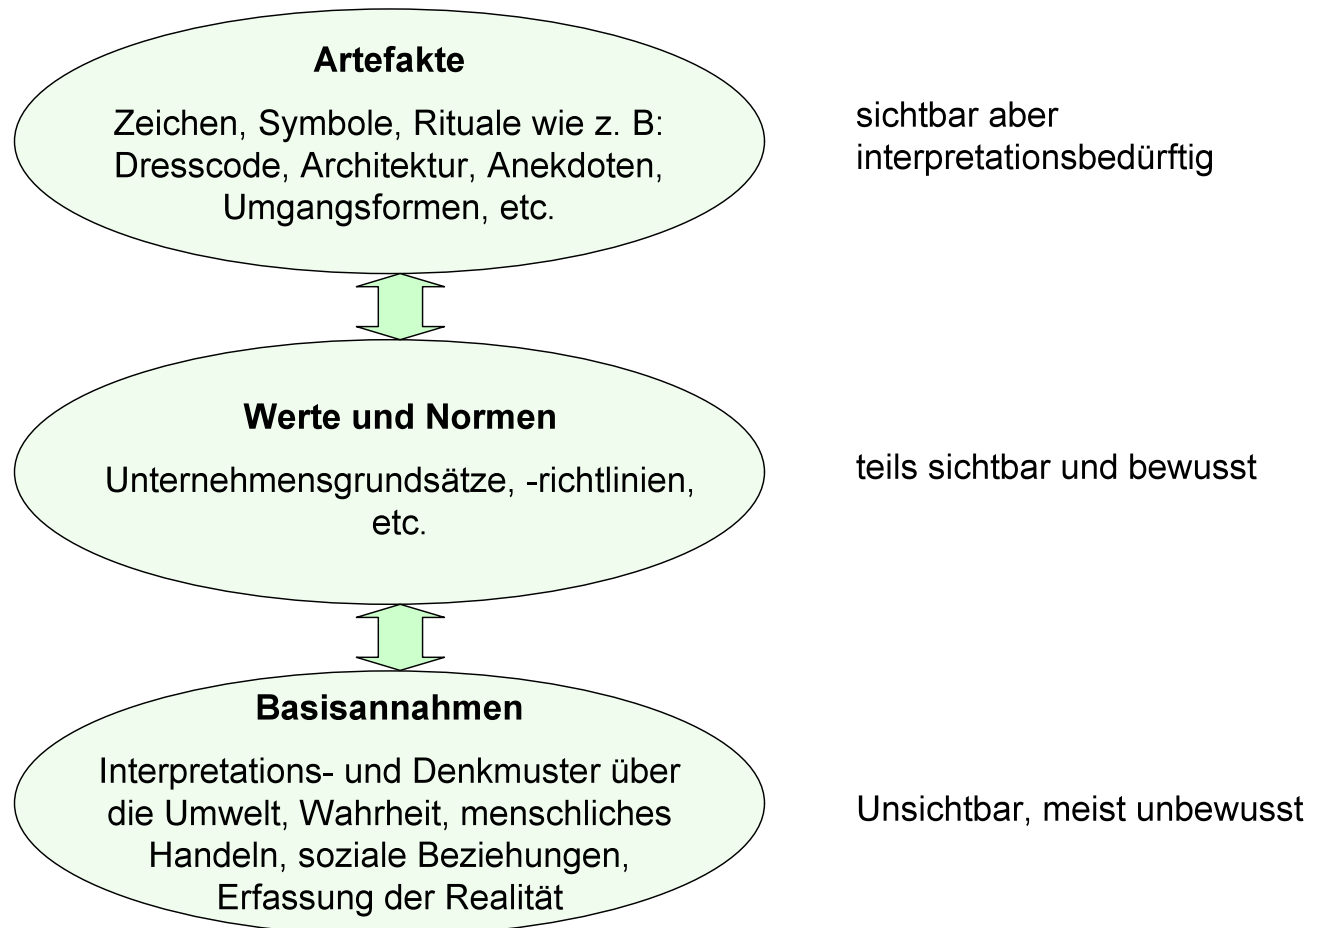 Artefakte
Zeichen, Symbole, Rituale wie z. B:
Dresscode, Architektur, Anekdoten,
Umgangsformen, etc.
sichtbar aber
interpretationsbedürftig
Werte und Normen
Unternehmensgrundsätze, -richtlinien,
etc.
teils sichtbar und bewusst
Basisannahmen
Interpretations- und Denkmuster über
die Umwelt, Wahrheit, menschliches
Handeln, soziale Beziehungen,
Erfassung der Realität
Unsichtbar, meist unbewusst